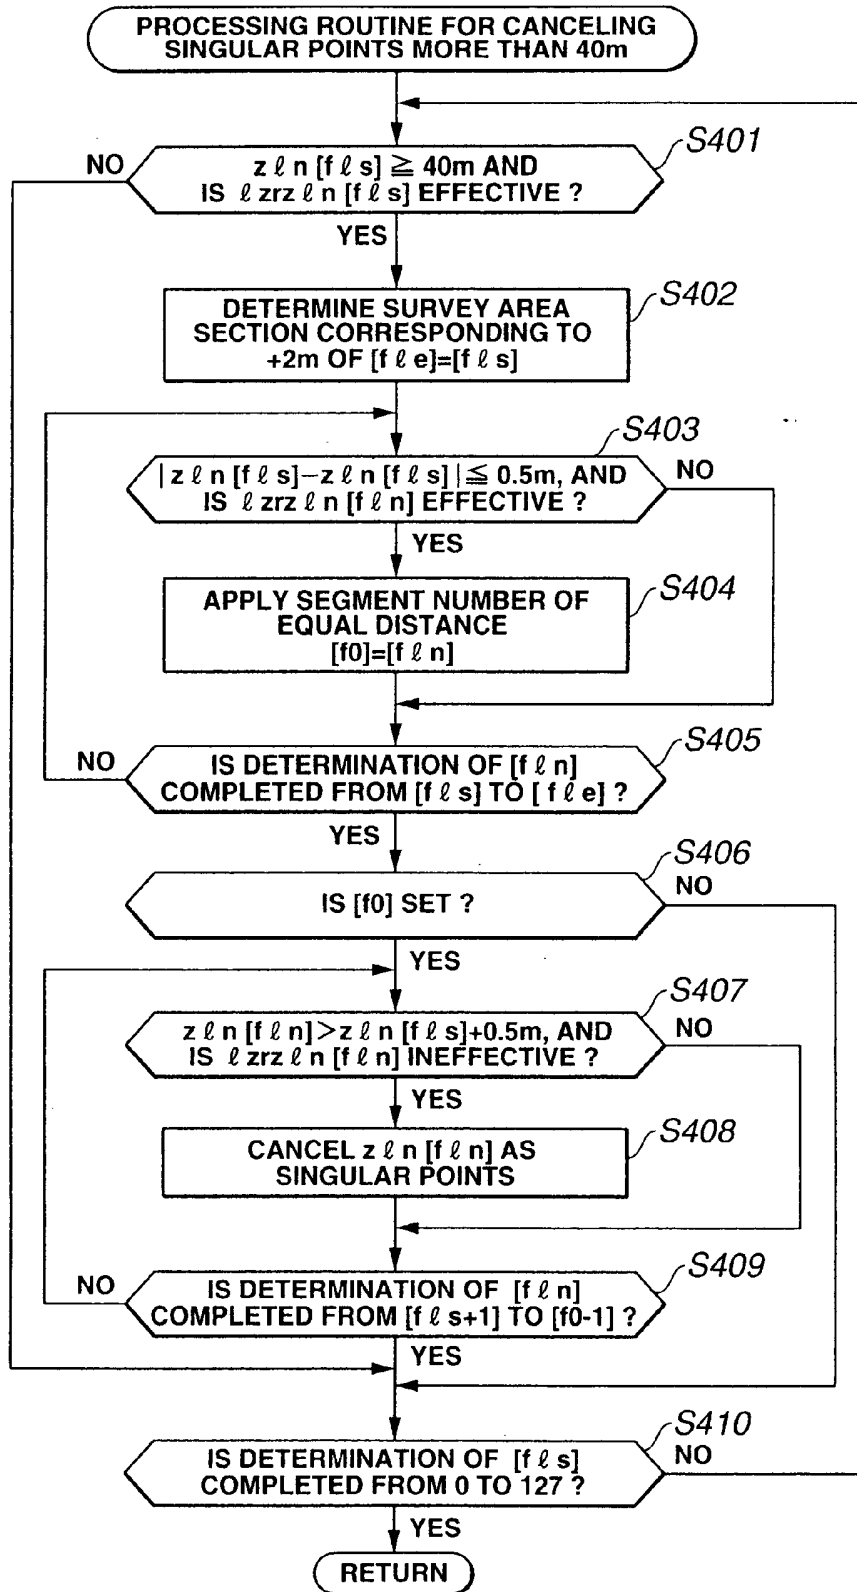 PROCESSING ROUTINE FOR CANCELING
SINGULAR POINTS MORE THAN 40m
S401
NO
z ℓ n [f ℓ s] ≧ 40m AND
IS ℓ zrz ℓ n [f ℓ s] EFFECTIVE ?
YES
S402
DETERMINE SURVEY AREA
SECTION CORRESPONDING TO
+2m OF [f ℓ e]=[f ℓ s]
S403
|z ℓ n [f ℓ s]−z ℓ n [f ℓ s]| ≦ 0.5m, AND
IS ℓ zrz ℓ n [f ℓ n] EFFECTIVE ?
NO
YES
S404
APPLY SEGMENT NUMBER OF
EQUAL DISTANCE
[f0]=[f ℓ n]
S405
NO
IS DETERMINATION OF [f ℓ n]
COMPLETED FROM [f ℓ s] TO [ f ℓ e] ?
YES
S406
NO
IS [f0] SET ?
YES
S407
z ℓ n [f ℓ n]>z ℓ n [f ℓ s]+0.5m, AND
IS ℓ zrz ℓ n [f ℓ n] INEFFECTIVE ?
NO
YES
S408
CANCEL z ℓ n [f ℓ n] AS
SINGULAR POINTS
S409
NO
IS DETERMINATION OF [f ℓ n]
COMPLETED FROM [f ℓ s+1] TO [f0-1] ?
YES
S410
IS DETERMINATION OF [f ℓ s]
COMPLETED FROM 0 TO 127 ?
NO
YES
RETURN